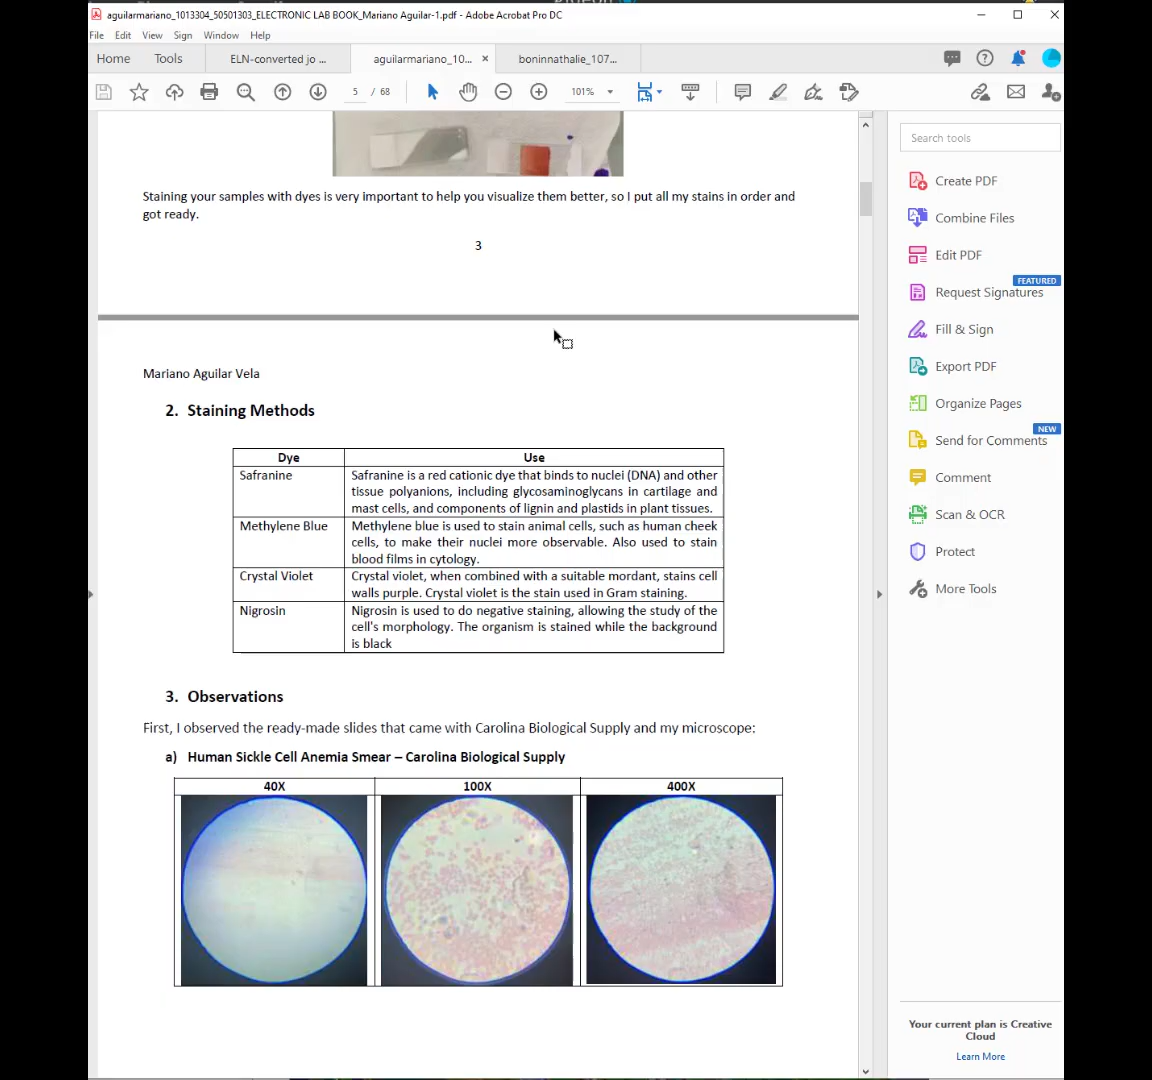 aguilarmariano_1013304_50501303_ELECTRONIC LAB BOOK_Mariano Aguilar-1.pdf - Adobe Acrobat Pro DC
File Edit View Sign Window Help
Home Tools ELN-converted jo ... aguilarmariano_10... × boninnathalie_107...
5 / 68 101%
Search tools
Create PDF
Combine Files
Edit PDF
FEATURED
Request Signatures
Fill & Sign
Export PDF
Organize Pages
NEW
Send for Comments
Comment
Scan & OCR
Protect
More Tools
Your current plan is Creative
Cloud
Learn More
Staining your samples with dyes is very important to help you visualize them better, so I put all my stains in order and
got ready.
3
Mariano Aguilar Vela
2. Staining Methods
Dye Use
Safranine Safranine is a red cationic dye that binds to nuclei (DNA) and other
tissue polyanions, including glycosaminoglycans in cartilage and
mast cells, and components of lignin and plastids in plant tissues.
Methylene Blue Methylene blue is used to stain animal cells, such as human cheek
cells, to make their nuclei more observable. Also used to stain
blood films in cytology.
Crystal Violet Crystal violet, when combined with a suitable mordant, stains cell
walls purple. Crystal violet is the stain used in Gram staining.
Nigrosin Nigrosin is used to do negative staining, allowing the study of the
cell's morphology. The organism is stained while the background
is black
3. Observations
First, I observed the ready-made slides that came with Carolina Biological Supply and my microscope:
a) Human Sickle Cell Anemia Smear – Carolina Biological Supply
40X 100X 400X